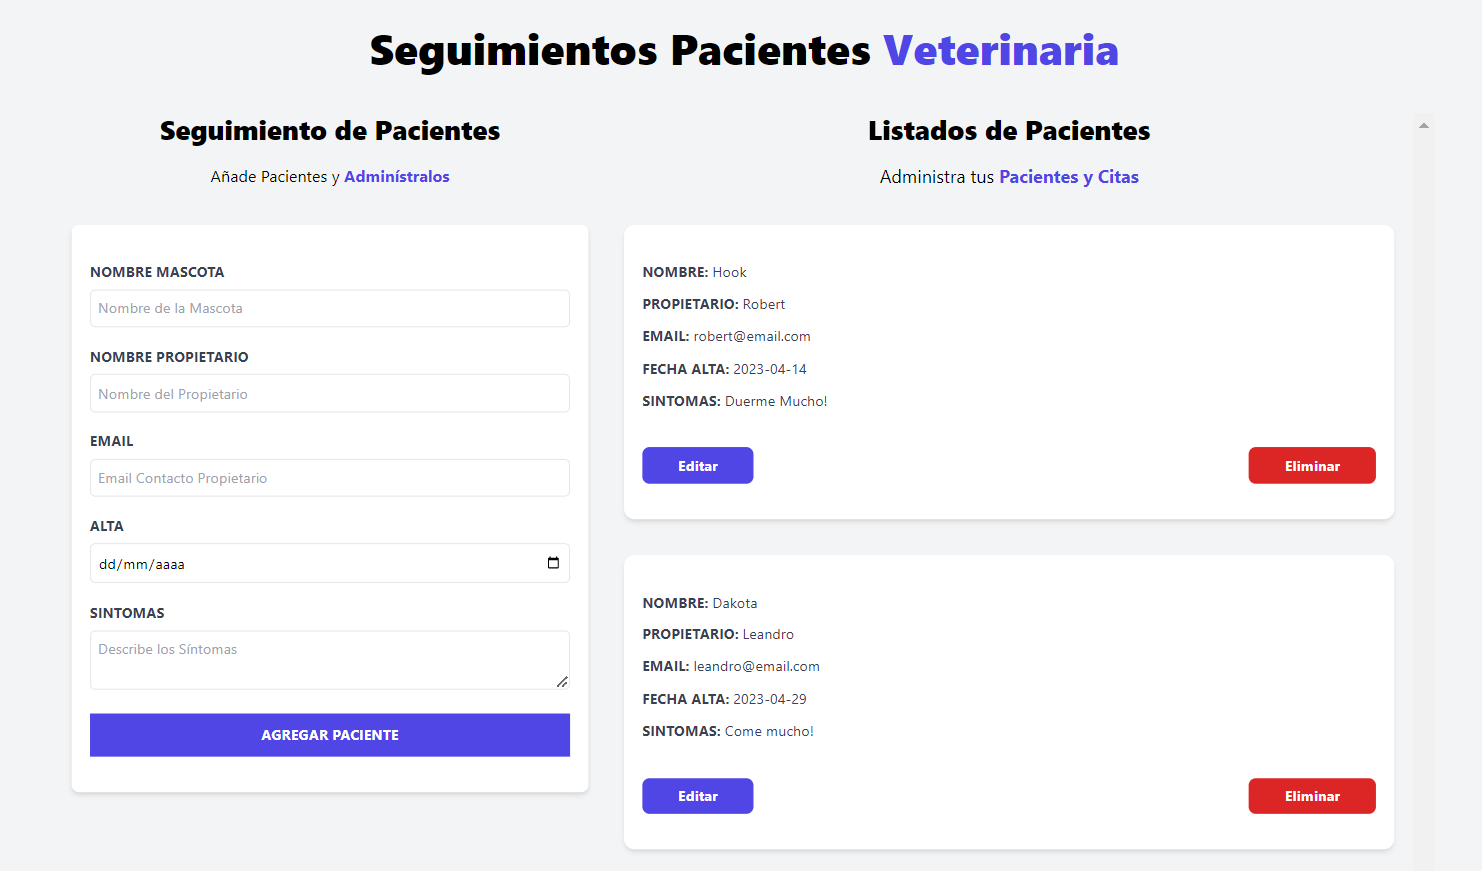 Seguimientos Pacientes Veterinaria
Seguimiento de Pacientes
Añade Pacientes y Adminístralos
NOMBRE MASCOTA
Nombre de la Mascota
NOMBRE PROPIETARIO
Nombre del Propietario
EMAIL
Email Contacto Propietario
ALTA
dd/mm/aaaa
SINTOMAS
Describe los Síntomas
AGREGAR PACIENTE
Listados de Pacientes
Administra tus Pacientes y Citas
NOMBRE: Hook
PROPIETARIO: Robert
EMAIL: robert@email.com
FECHA ALTA: 2023-04-14
SINTOMAS: Duerme Mucho!
Editar
Eliminar
NOMBRE: Dakota
PROPIETARIO: Leandro
EMAIL: leandro@email.com
FECHA ALTA: 2023-04-29
SINTOMAS: Come mucho!
Editar
Eliminar